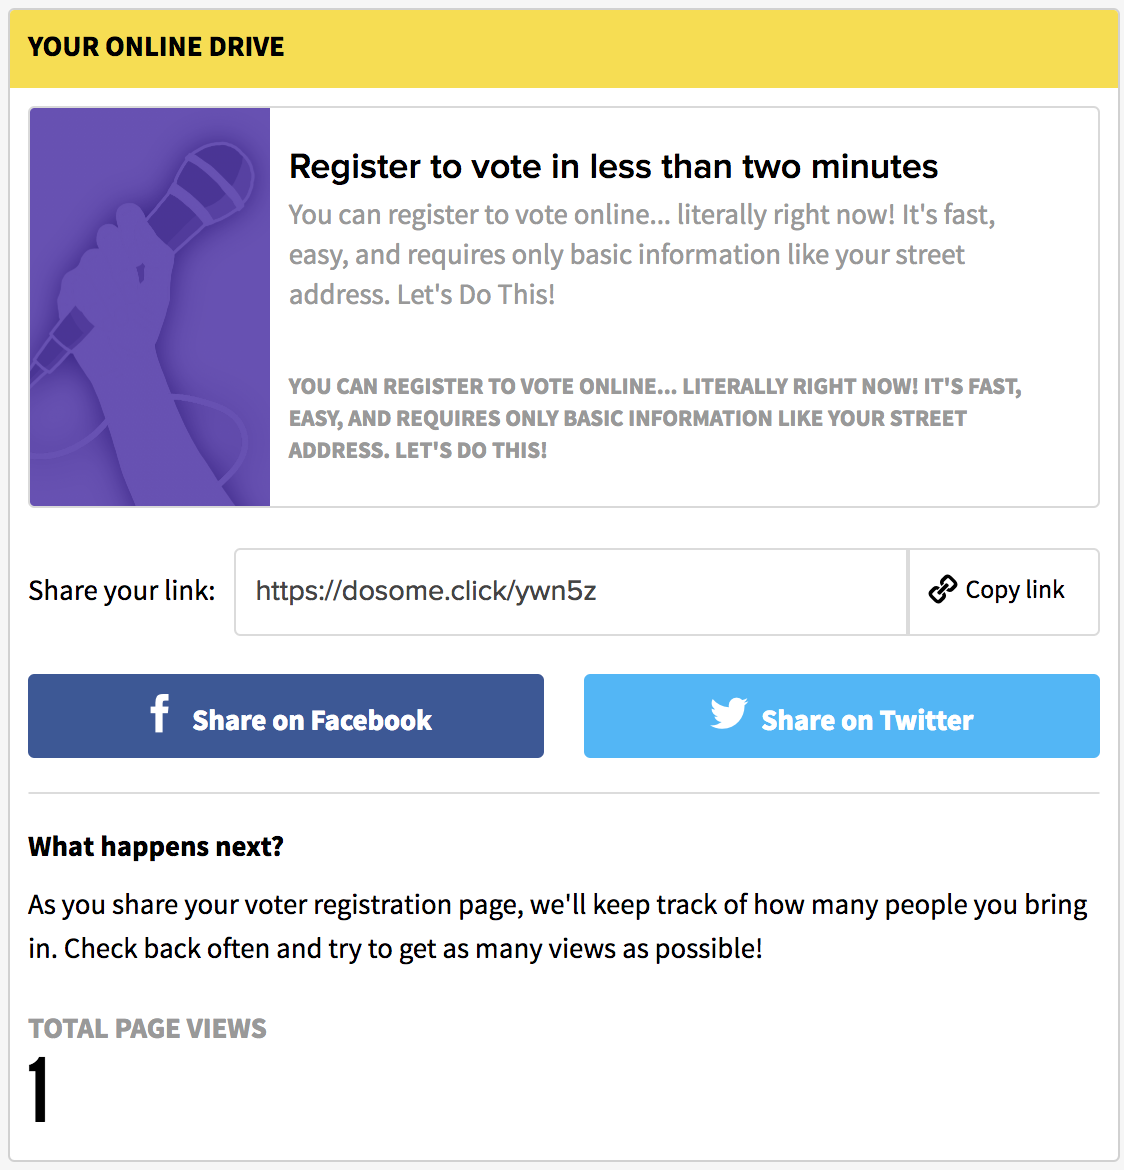 YOUR ONLINE DRIVE
Register to vote in less than two minutes
You can register to vote online... literally right now! It's fast,
easy, and requires only basic information like your street
address. Let's Do This!
YOU CAN REGISTER TO VOTE ONLINE... LITERALLY RIGHT NOW! IT'S FAST,
EASY, AND REQUIRES ONLY BASIC INFORMATION LIKE YOUR STREET
ADDRESS. LET'S DO THIS!
Share your link: https://dosome.click/ywn5z Copy link
Share on Facebook Share on Twitter
What happens next?
As you share your voter registration page, we'll keep track of how many people you bring
in. Check back often and try to get as many views as possible!
TOTAL PAGE VIEWS
1